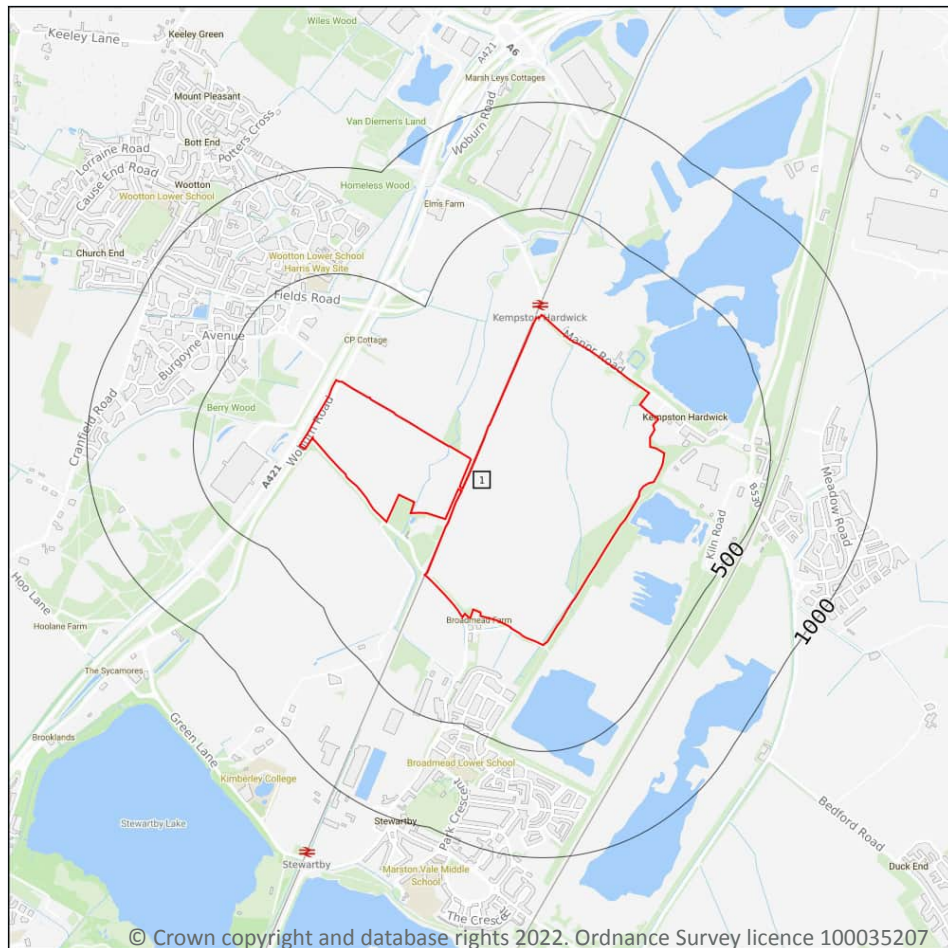 Wiles Wood
Keeley Lane
Keeley Green
A421
A6
Marsh Leys Cottages
Mount Pleasant
Van Diemen's Land
Woburn Road
Bott End
Potters Cross
Lorraine Road
Cause End Road
Wootton
Wootton Lower School
Homeless Wood
Elms Farm
Church End
Wootton Lower School
Harris Way Site
Fields Road
Kempston Hardwick
Manor Road
CP Cottage
Burgoyne Avenue
Berry Wood
Woburn Road
Kempston Hardwick
Cranfield Road
A421
1
B530
Meadow Road
Kiln Road
500
1000
Hoo Lane
Hoolane Farm
Broadmead Farm
The Sycamores
Green Lane
Brooklands
Broadmead Lower School
Kimberley College
Park Crescent
Stewartby Lake
Stewartby
Stewartby
Bedford Road
Marston Vale Middle
School
Duck End
The Crescent
© Crown copyright and database rights 2022. Ordnance Survey licence 100035207